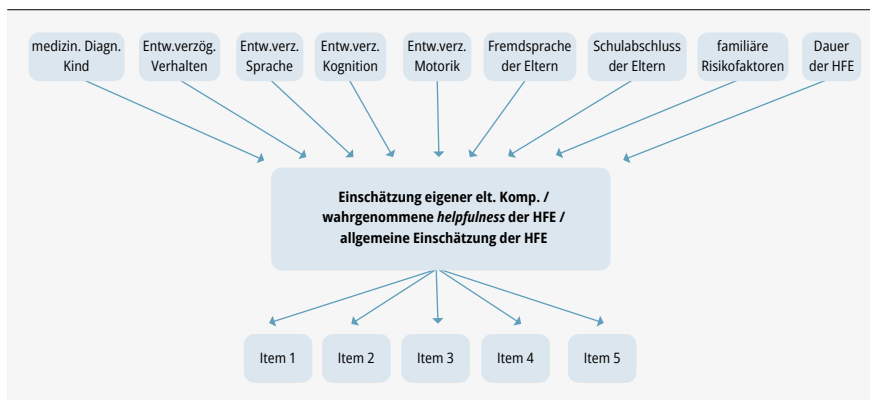 medizin. Diagn.
Kind
Entw.verzög.
Verhalten
Entw.verz.
Sprache
Entw.verz.
Kognition
Entw.verz.
Motorik
Fremdsprache
der Eltern
Schulabschluss
der Eltern
familiäre
Risikofaktoren
Dauer
der HFE
Einschätzung eigener elt. Komp. /
wahrgenommene helpfulness der HFE /
allgemeine Einschätzung der HFE
Item 1
Item 2
Item 3
Item 4
Item 5